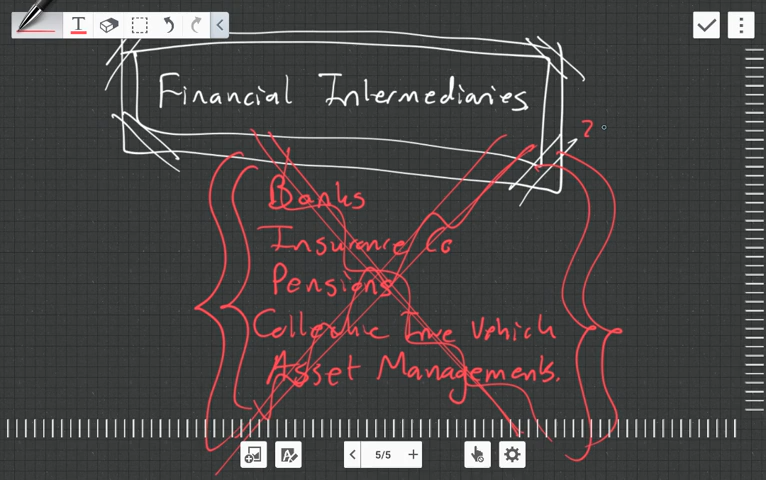 T
Financial Intermediaries
?
Banks
Insurance Co
Pensions
Collective Inve Vehich
Asset Managements.
5/5